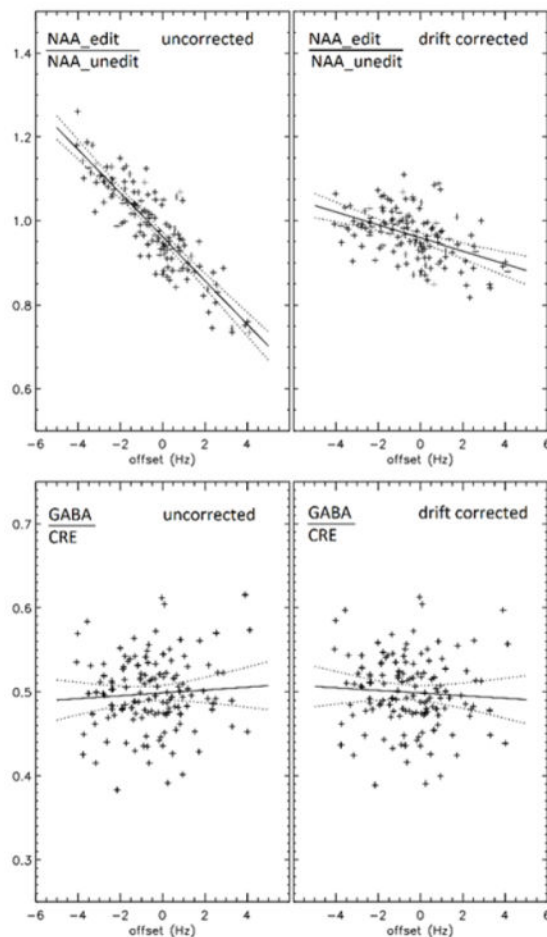 NAA_edit uncorrected
NAA_unedit
NAA_edit drift corrected
NAA_unedit
1.4
1.2
1.0
0.8
0.6
-6 -4 -2 0 2 4 6
offset (Hz)
-4 -2 0 2 4 6
offset (Hz)
GABA uncorrected
CRE
GABA drift corrected
CRE
0.7
0.6
0.5
0.4
0.3
-6 -4 -2 0 2 4 6
offset (Hz)
-4 -2 0 2 4 6
offset (Hz)